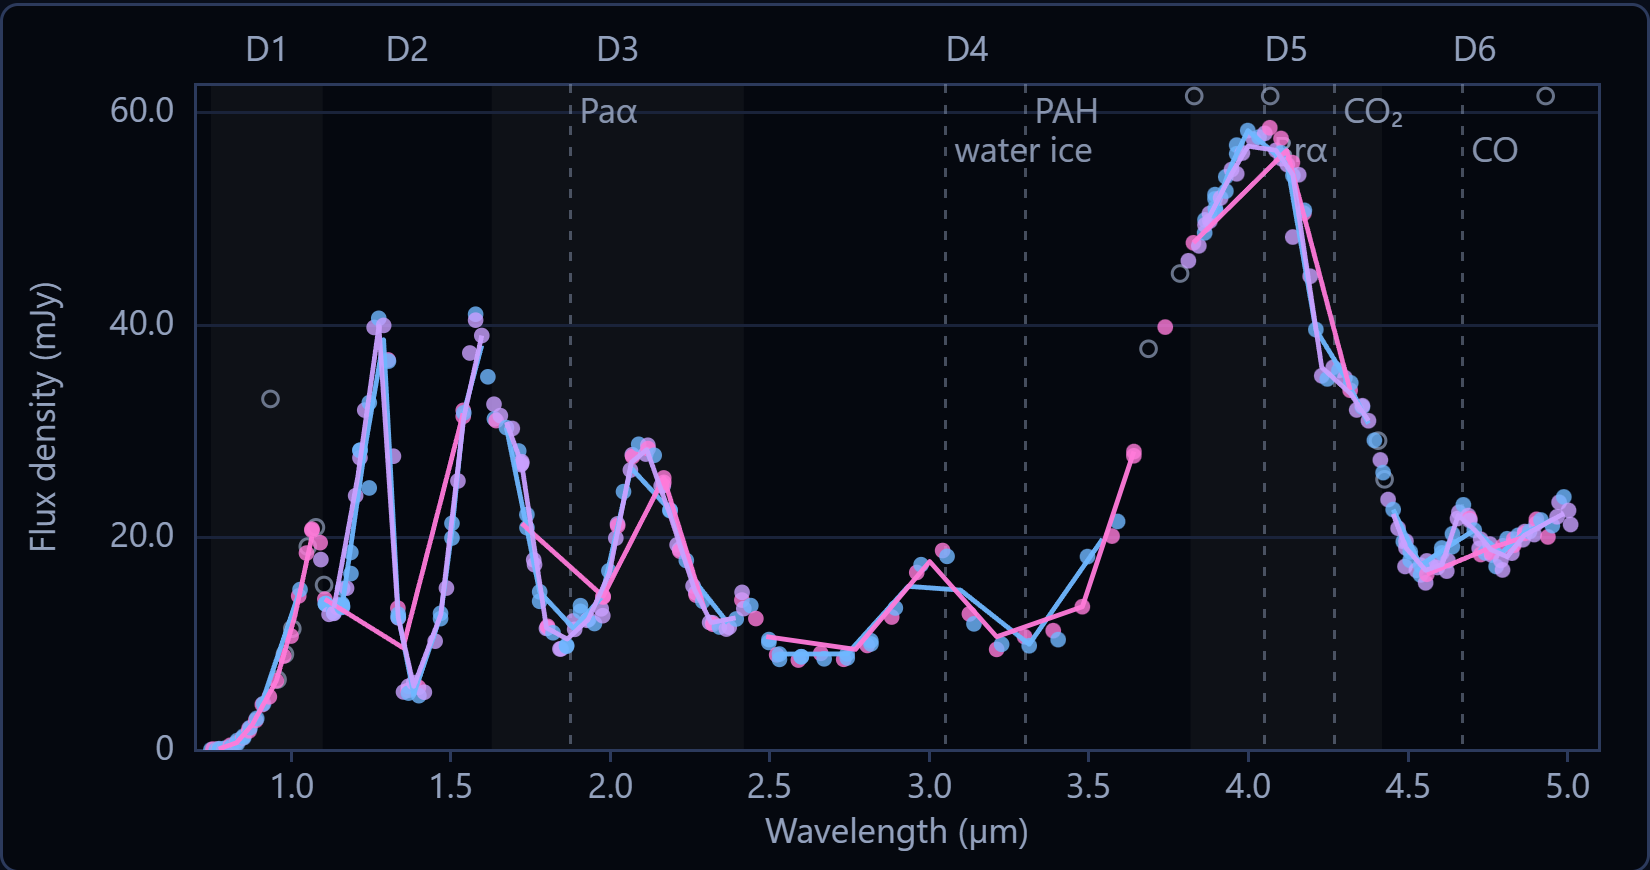 D1 D2 D3 D4 D5 D6
Paα
PAH
CO₂
water ice
rα
CO
60.0
40.0
20.0
0
Flux density (mJy)
1.0 1.5 2.0 2.5 3.0 3.5 4.0 4.5 5.0
Wavelength (μm)